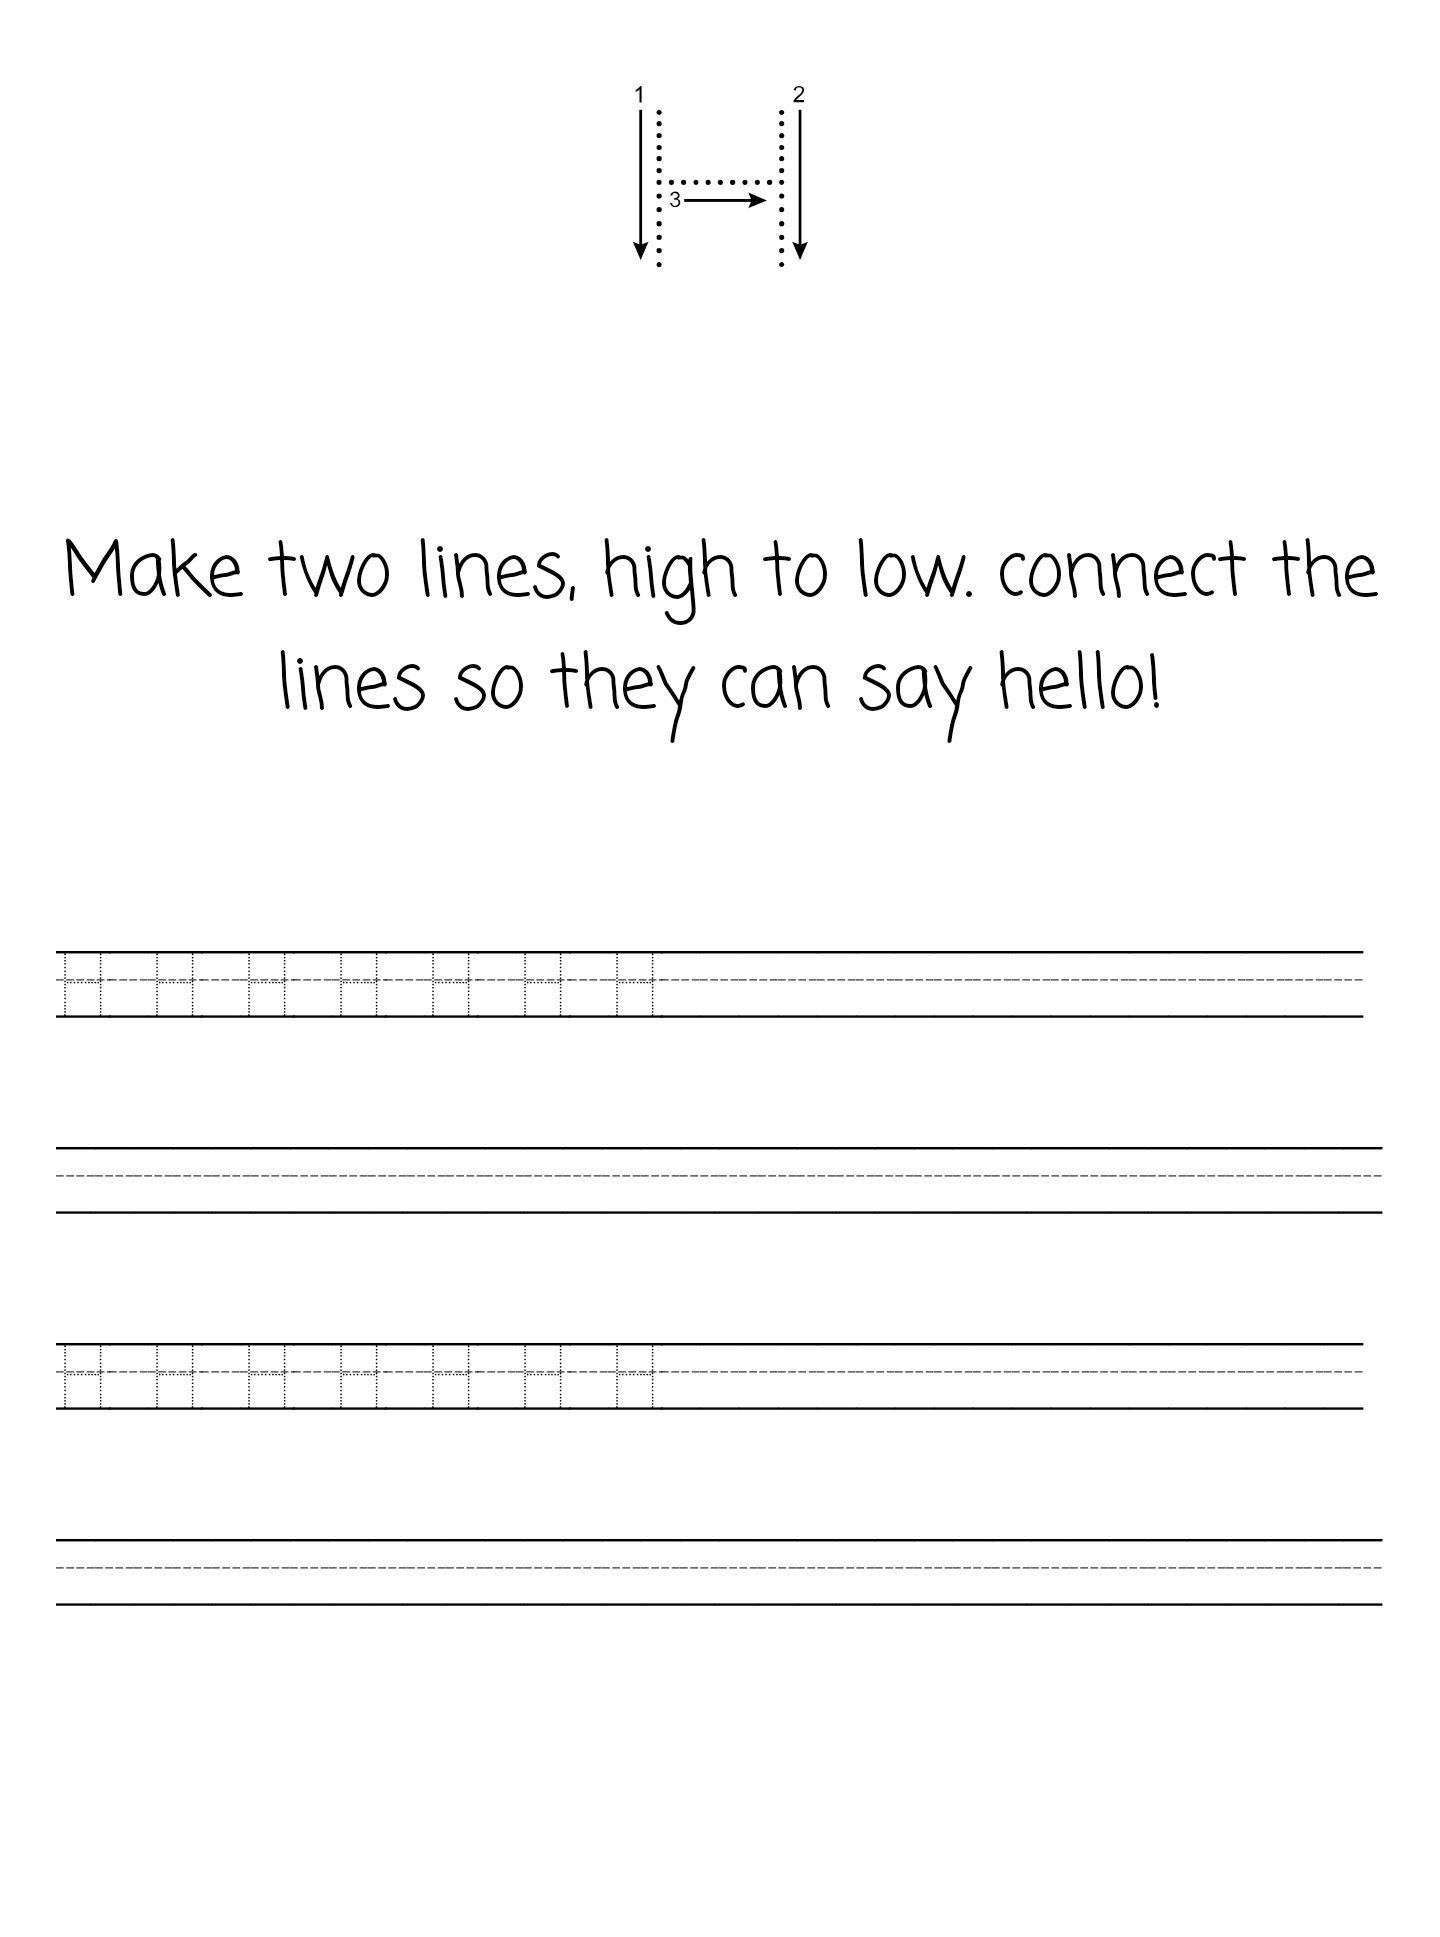 1 2
3
Make two lines, high to low. connect the
lines so they can say hello!
H H H H H H H
H H H H H H H